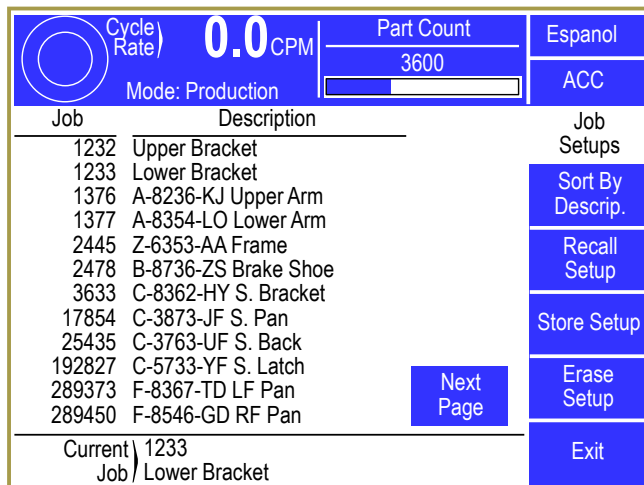 Cycle Rate
0.0 CPM
Mode: Production
Part Count
3600
Espanol
ACC
Job Description
1232 Upper Bracket
1233 Lower Bracket
1376 A-8236-KJ Upper Arm
1377 A-8354-LO Lower Arm
2445 Z-6353-AA Frame
2478 B-8736-ZS Brake Shoe
3633 C-8362-HY S. Bracket
17854 C-3873-JF S. Pan
25435 C-3763-UF S. Back
192827 C-5733-YF S. Latch
289373 F-8367-TD LF Pan
289450 F-8546-GD RF Pan
Next
Page
Current Job
1233
Lower Bracket
Job
Setups
Sort By
Descrip.
Recall
Setup
Store Setup
Erase
Setup
Exit